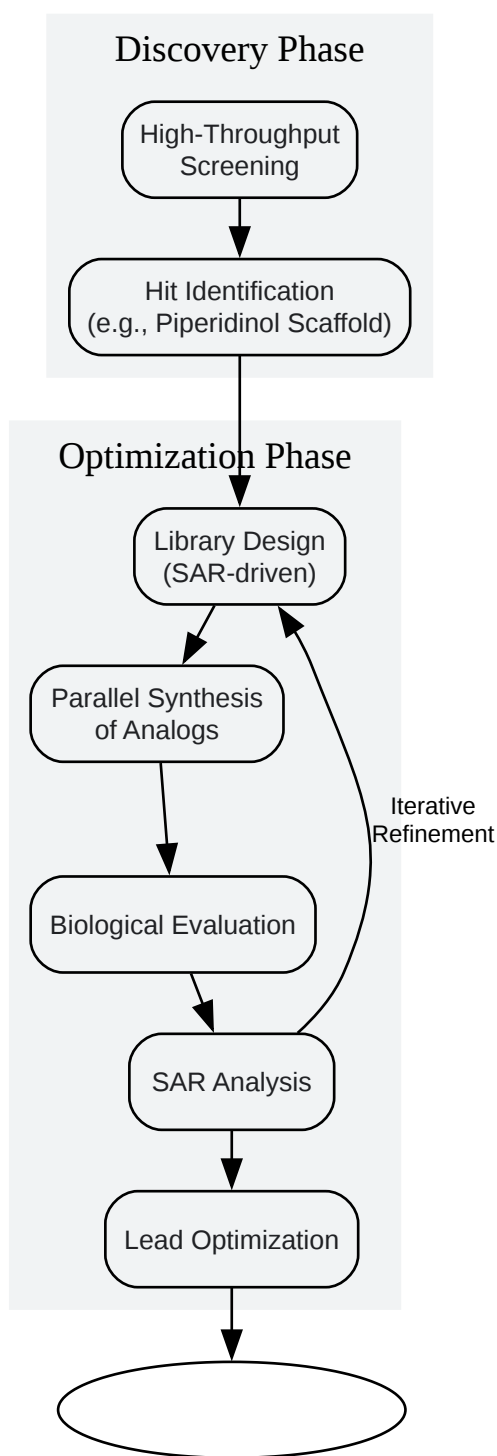 Discovery Phase
High-Throughput
Screening
Hit Identification
(e.g., Piperidinol Scaffold)
Optimization Phase
Library Design
(SAR-driven)
Parallel Synthesis
of Analogs
Iterative
Refinement
Biological Evaluation
SAR Analysis
Lead Optimization